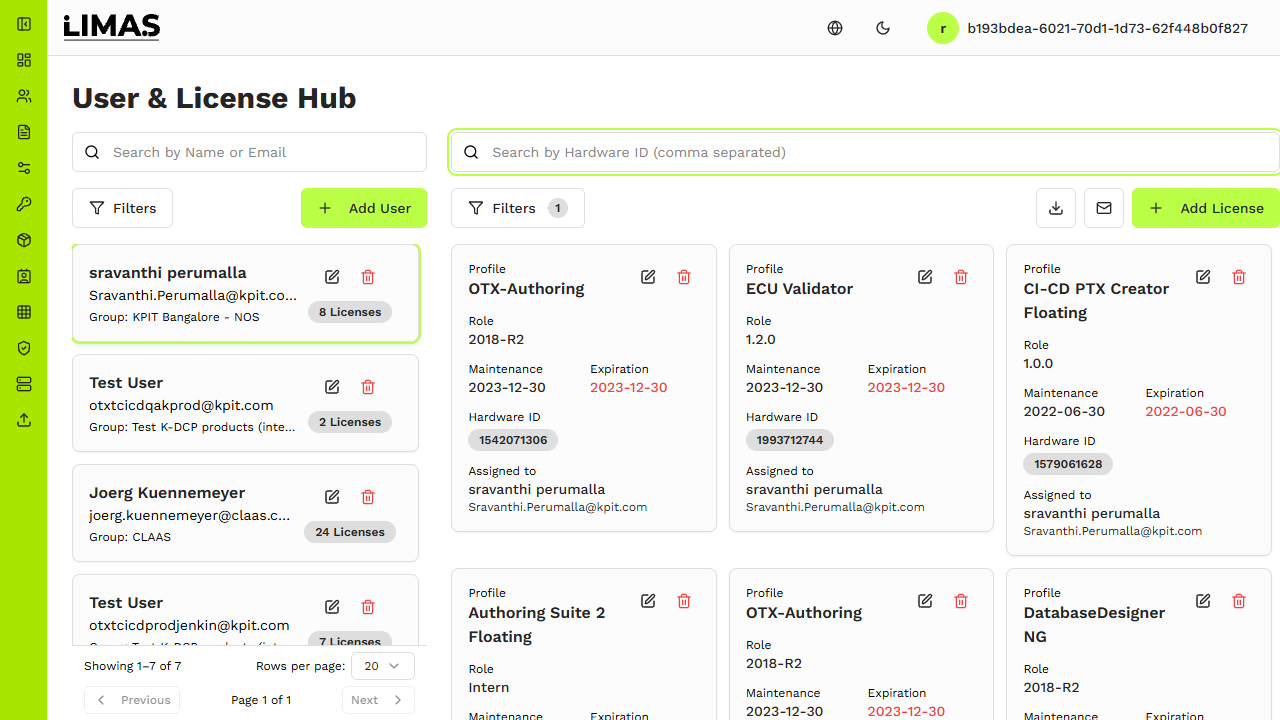 LIMAS
r
b193bdea-6021-70d1-1d73-62f448b0f827
User & License Hub
Search by Name or Email
Search by Hardware ID (comma separated)
Filters
Add User
Filters
1
Add License
sravanthi perumalla
Sravanthi.Perumalla@kpit.co...
Group: KPIT Bangalore - NOS
8 Licenses
Test User
otxtcicdqakprod@kpit.com
Group: Test K-DCP products (inte...
2 Licenses
Joerg Kuennemeyer
joerg.kuennemeyer@claas.c...
Group: CLAAS
24 Licenses
Test User
otxtcicdprodjenkin@kpit.com
7 Licenses
Showing 1–7 of 7
Rows per page:
20
Previous
Page 1 of 1
Next
Profile
OTX-Authoring
Role
2018-R2
Maintenance
Expiration
2023-12-30
2023-12-30
Hardware ID
1542071306
Assigned to
sravanthi perumalla
Sravanthi.Perumalla@kpit.com
Profile
ECU Validator
Role
1.2.0
Maintenance
Expiration
2023-12-30
2023-12-30
Hardware ID
1993712744
Assigned to
sravanthi perumalla
Sravanthi.Perumalla@kpit.com
Profile
CI-CD PTX Creator
Floating
Role
1.0.0
Maintenance
Expiration
2022-06-30
2022-06-30
Hardware ID
1579061628
Assigned to
sravanthi perumalla
Sravanthi.Perumalla@kpit.com
Profile
Authoring Suite 2
Floating
Role
Intern
Maintenance
Expiration
Profile
OTX-Authoring
Role
2018-R2
Maintenance
Expiration
2023-12-30
2023-12-30
Profile
DatabaseDesigner
NG
Role
2018-R2
Maintenance
Expiration